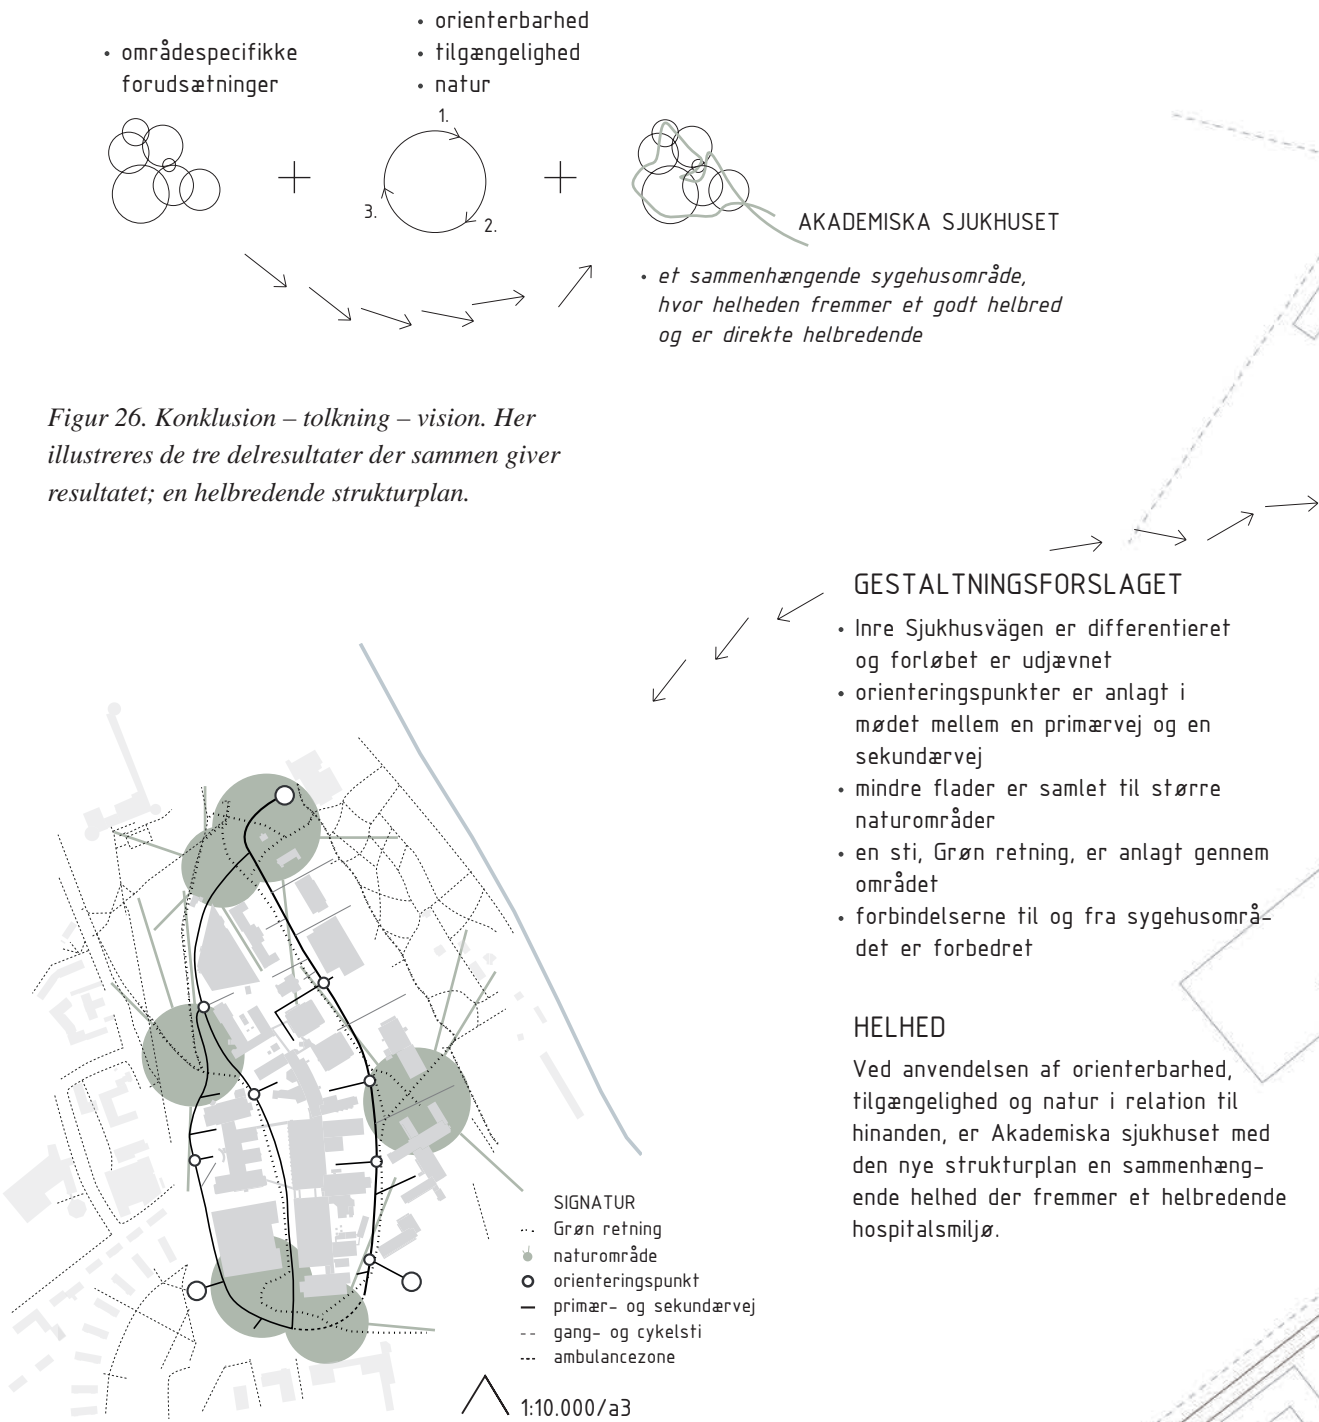 • områdespecifikke
forudsætninger
• orienterbarhed
• tilgængelighed
• natur
1.
2.
3.
AKADEMISKA SJUKHUSET
• et sammenhængende sygehusområde,
hvor helheden fremmer et godt helbred
og er direkte helbredende
Figur 26. Konklusion – tolkning – vision. Her
illustreres de tre delresultater der sammen giver
resultatet; en helbredende strukturplan.
GESTALTNINGSFORSLAGET
• Inre Sjukhusvägen er differentieret
og forløbet er udjævnet
• orienteringspunkter er anlagt i
mødet mellem en primærvej og en
sekundærvej
• mindre flader er samlet til større
naturområder
• en sti, Grøn retning, er anlagt gennem
området
• forbindelserne til og fra sygehusområ-
det er forbedret
HELHED
Ved anvendelsen af orienterbarhed,
tilgængelighed og natur i relation til
hinanden, er Akademiska sjukhuset med
den nye strukturplan en sammenhæng-
ende helhed der fremmer et helbredende
hospitalsmiljø.
SIGNATUR
Grøn retning
naturområde
orienteringspunkt
primær- og sekundærvej
gang- og cykelsti
ambulancezone
1:10.000/a3